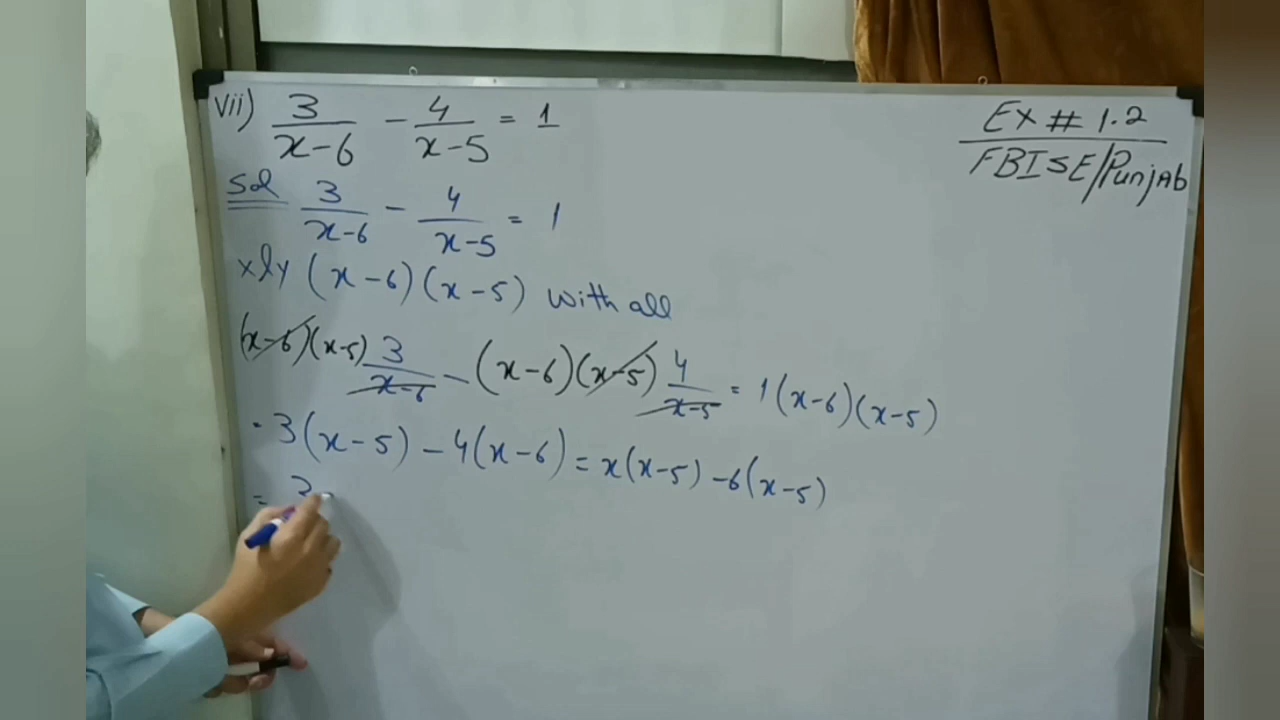 vii) 3/(x-6) - 4/(x-5) = 1
Ex # 1.2
FBISE/Punjab
Sol 3/(x-6) - 4/(x-5) = 1
xly (x-6)(x-5) with all
(x-6)(x-5) 3/(x-6) - (x-6)(x-5) 4/(x-5) = 1(x-6)(x-5)
· 3(x-5) - 4(x-6) = x(x-5) -6(x-5)
= 3